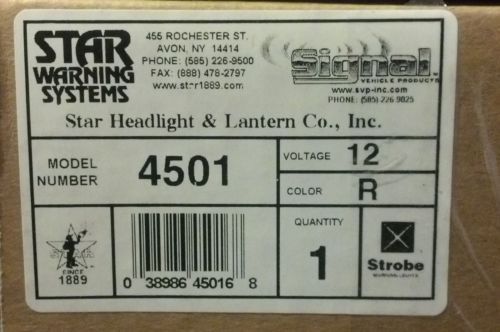 STAR
WARNING
SYSTEMS
455 ROCHESTER ST.
AVON, NY 14414
PHONE: (585) 226-9500
FAX: (888) 478-2797
www.star1889.com
Signal
VEHICLE PRODUCTS
www.svp-inc.com
PHONE: (585) 226-9025
Star Headlight & Lantern Co., Inc.
MODEL
NUMBER
4501
VOLTAGE 12
COLOR R
STAR
SINCE
1889
0 38986 45016 8
QUANTITY
1
Strobe
WARNING LIGHTS